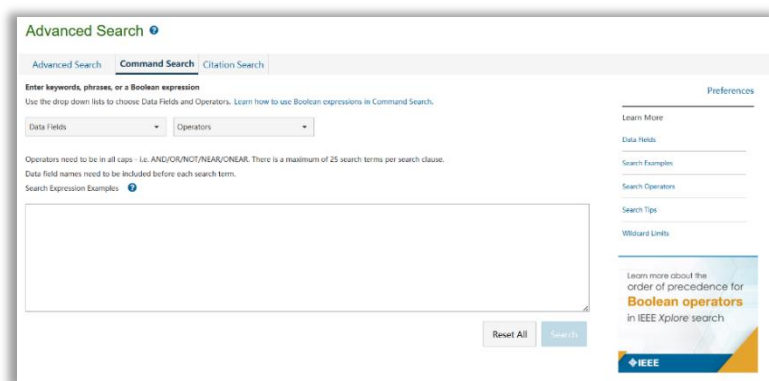 Advanced Search ?
Advanced Search Command Search Citation Search
Enter keywords, phrases, or a Boolean expression
Use the drop down lists to choose Data Fields and Operators. Learn how to use Boolean expressions in Command Search.
Data Fields Operators
Operators need to be in all caps - i.e. AND/OR/NOT/NEAR/ONEAR. There is a maximum of 25 search terms per search clause.
Data field names need to be included before each search term.
Search Expression Examples ?
Reset All Search
Preferences
Learn More
Data Fields
Search Examples
Search Operators
Search Tips
Wildcard Limits
Learn more about the
order of precedence for
Boolean operators
in IEEE Xplore search
IEEE